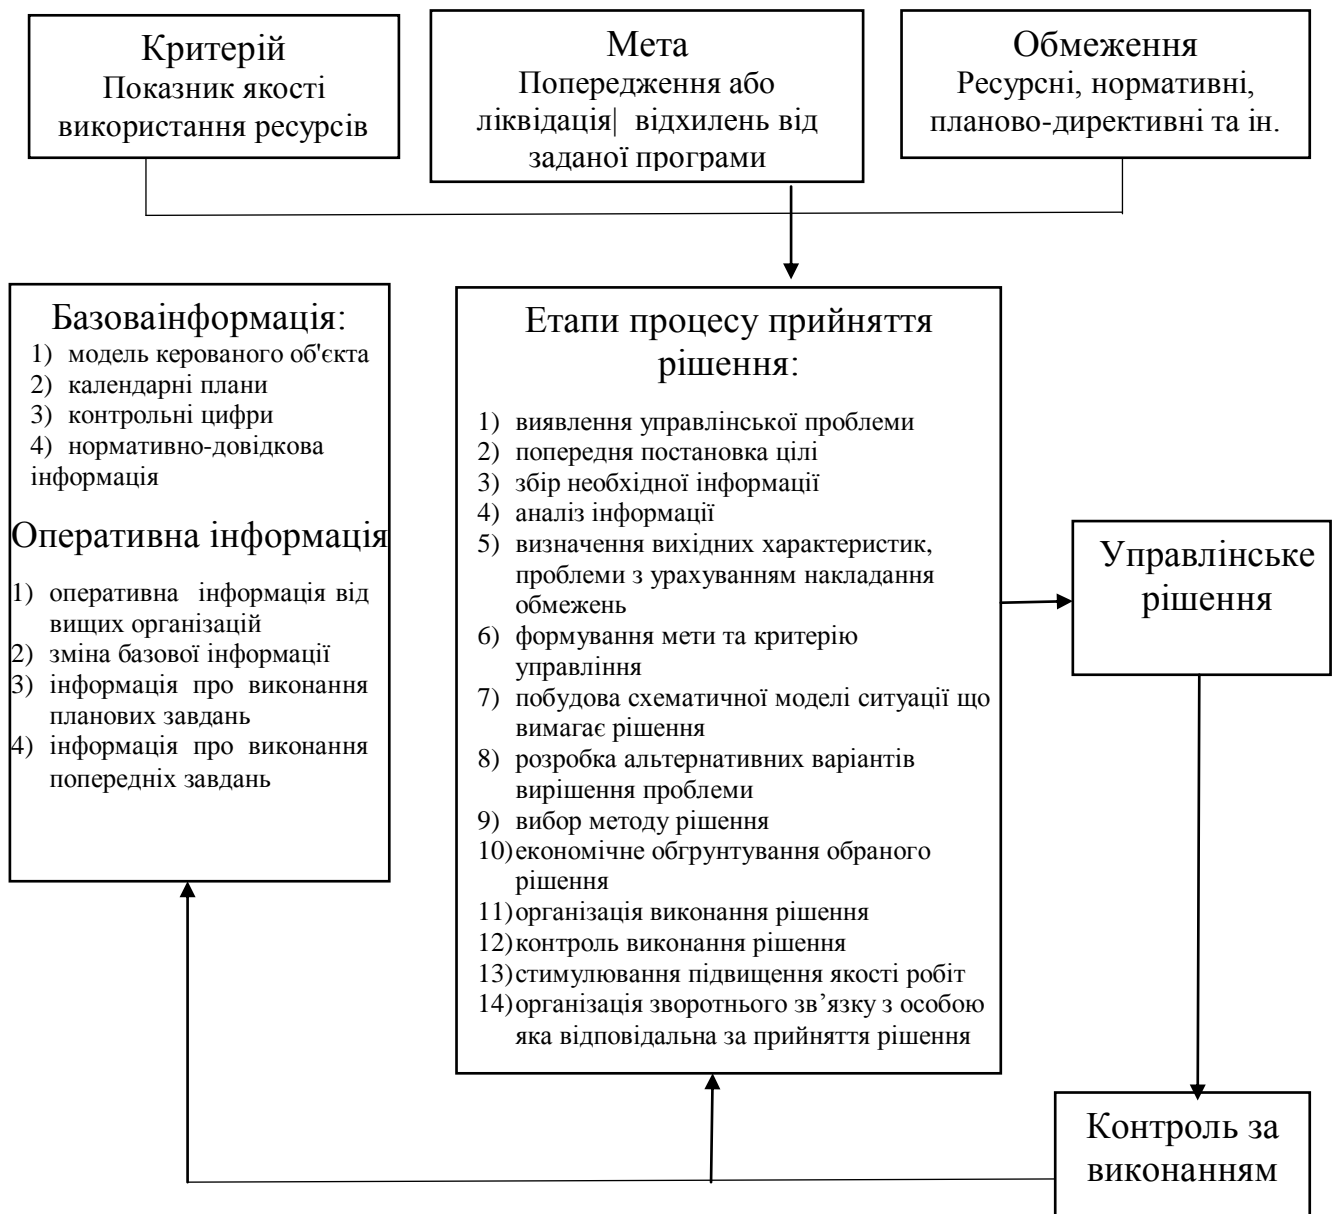 Критерій
Показник якості
використання ресурсів
Мета
Попередження або
ліквідація| відхилень від
заданої програми
Обмеження
Ресурсні, нормативні,
планово-директивні та ін.
Базоваінформація:
1) модель керованого об'єкта
2) календарні плани
3) контрольні цифри
4) нормативно-довідкова
інформація
Оперативна інформація
1) оперативна інформація від
вищих організацій
2) зміна базової інформації
3) інформація про виконання
планових завдань
4) інформація про виконання
попередніх завдань
Етапи процесу прийняття
рішення:
1) виявлення управлінської проблеми
2) попередня постановка цілі
3) збір необхідної інформації
4) аналіз інформації
5) визначення вихідних характеристик,
проблеми з урахуванням накладання
обмежень
6) формування мети та критерію
управління
7) побудова схематичної моделі ситуації що
вимагає рішення
8) розробка альтернативних варіантів
вирішення проблеми
9) вибор методу рішення
10) економічне обгрунтування обраного
рішення
11) організація виконання рішення
12) контроль виконання рішення
13) стимулювання підвищення якості робіт
14) організація зворотнього зв’язку з особою
яка відповідальна за прийняття рішення
Управлінське
рішення
Контроль за
виконанням